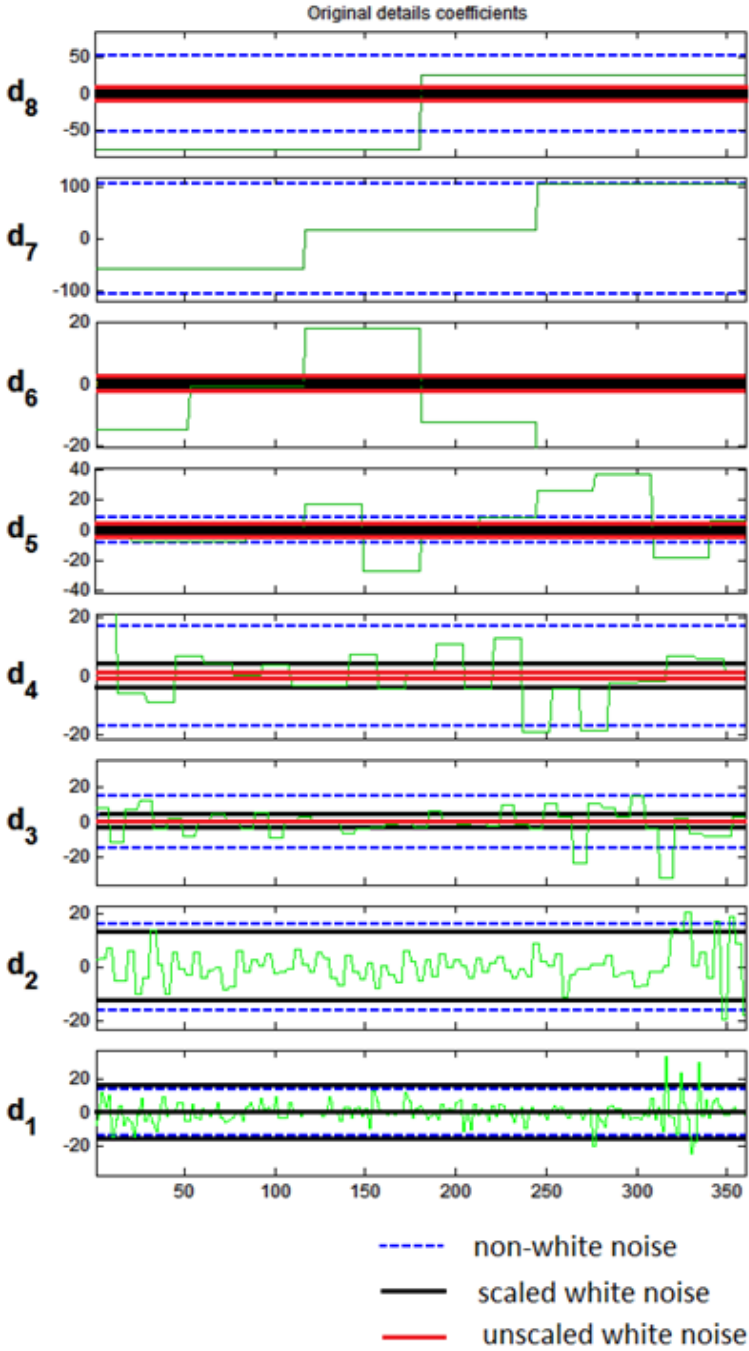 Original details coefficients
50
d8
0
-50
100
d7
0
-100
20
d6
0
-20
40
20
d5
0
-20
-40
20
d4
0
-20
20
d3
0
-20
20
d2
0
-20
20
d1
0
-20
50 100 150 200 250 300 350
non-white noise
scaled white noise
unscaled white noise